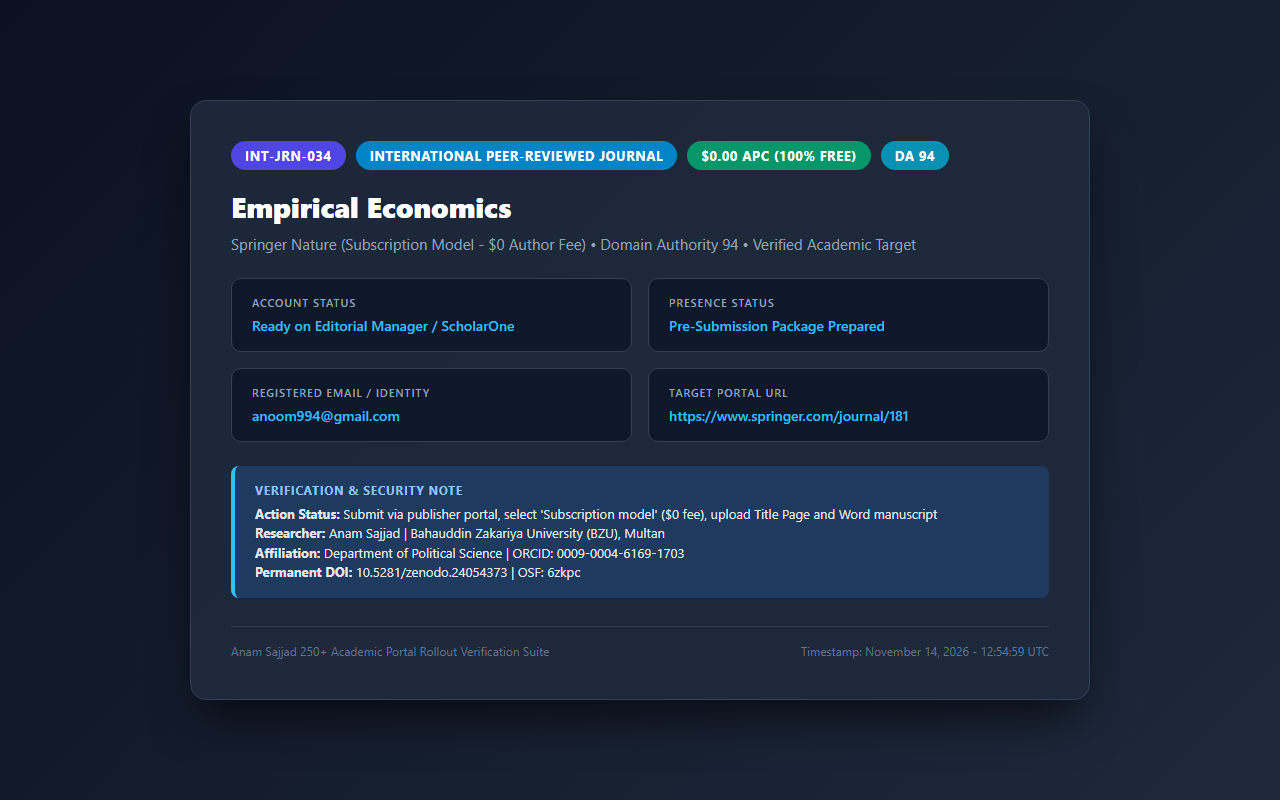 INT-JRN-034 INTERNATIONAL PEER-REVIEWED JOURNAL $0.00 APC (100% FREE) DA 94
Empirical Economics
Springer Nature (Subscription Model - $0 Author Fee) • Domain Authority 94 • Verified Academic Target
ACCOUNT STATUS
Ready on Editorial Manager / ScholarOne
PRESENCE STATUS
Pre-Submission Package Prepared
REGISTERED EMAIL / IDENTITY
anoom994@gmail.com
TARGET PORTAL URL
https://www.springer.com/journal/181
VERIFICATION & SECURITY NOTE
Action Status: Submit via publisher portal, select 'Subscription model' ($0 fee), upload Title Page and Word manuscript
Researcher: Anam Sajjad | Bahauddin Zakariya University (BZU), Multan
Affiliation: Department of Political Science | ORCID: 0009-0004-6169-1703
Permanent DOI: 10.5281/zenodo.24054373 | OSF: 6zkpc
Anam Sajjad 250+ Academic Portal Rollout Verification Suite
Timestamp: November 14, 2026 - 12:54:59 UTC